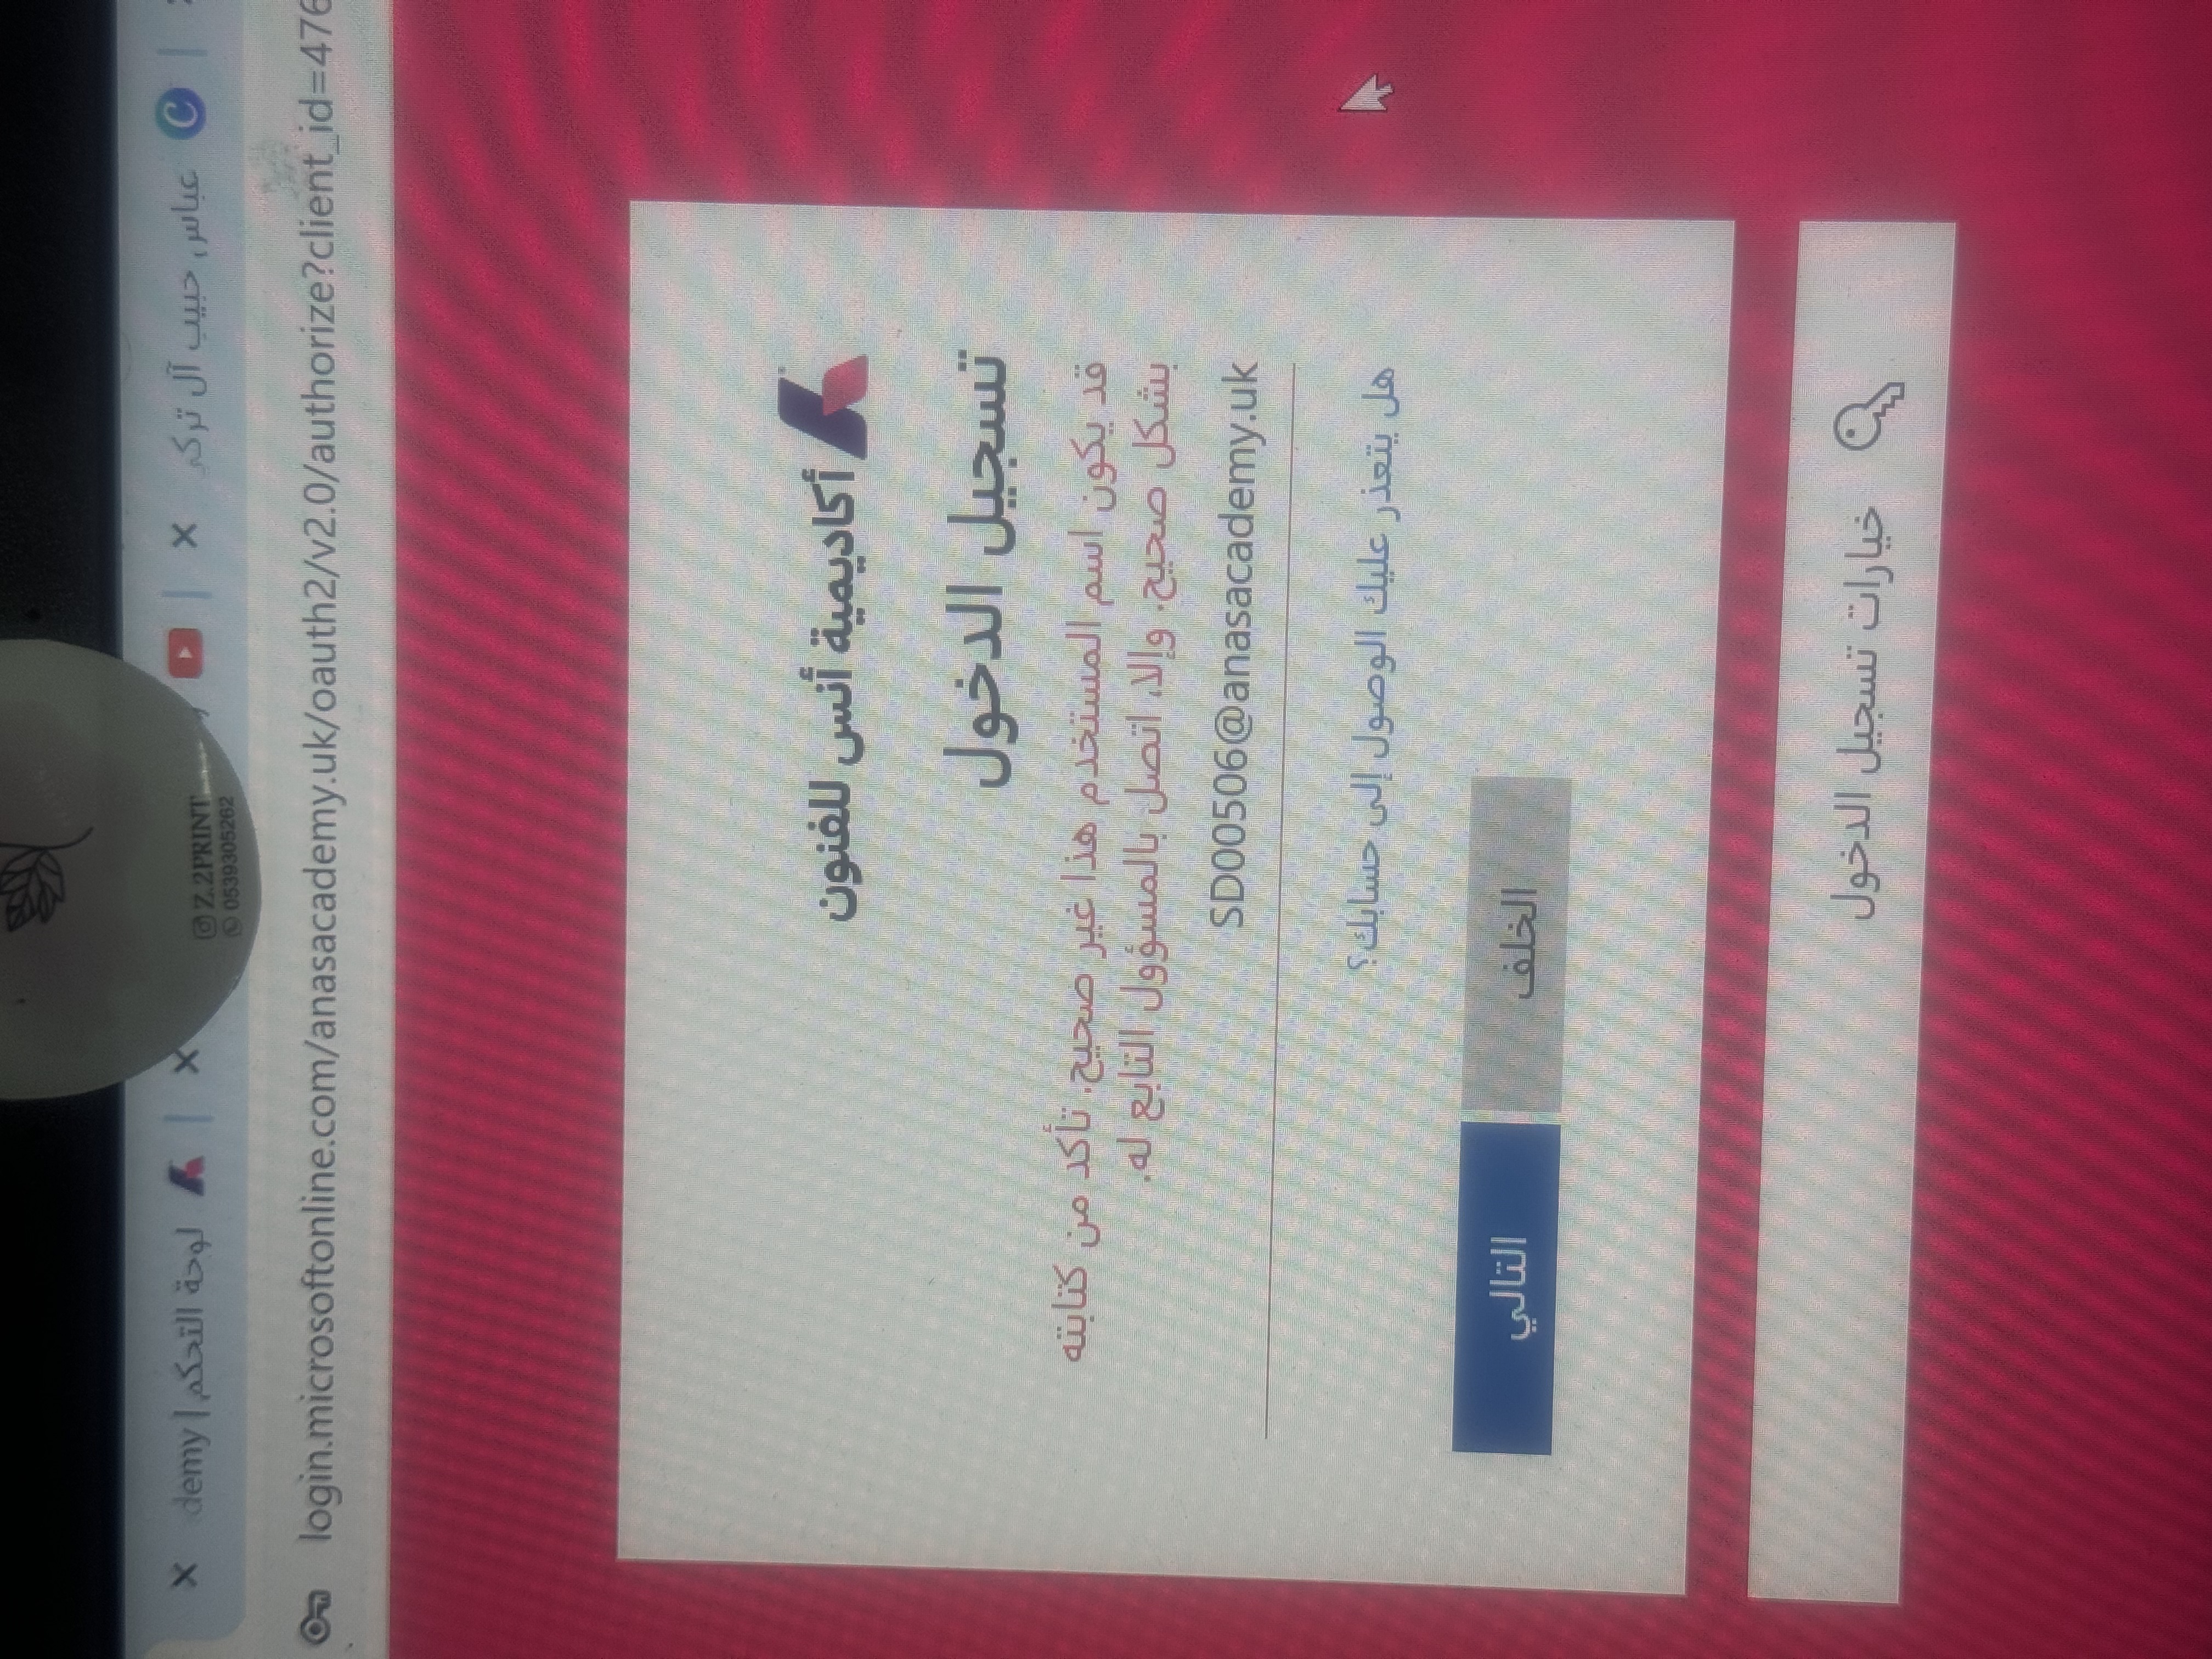 Z.2PRINT
0539305262
عباس حبيب آل تركي
لوحة التحكم | demy
login.microsoftonline.com/anasacademy.uk/oauth2/v2.0/authorize?client_id=476
أكاديمية أنس للفنون
تسجيل الدخول
قد يكون اسم المستخدم هذا غير صحيح. تأكد من كتابته
بشكل صحيح. وإلا، اتصل بالمسؤول التابع له.
SD00506@anasacademy.uk
هل يتعذر عليك الوصول إلى حسابك؟
الخلف
التالي
خيارات تسجيل الدخول